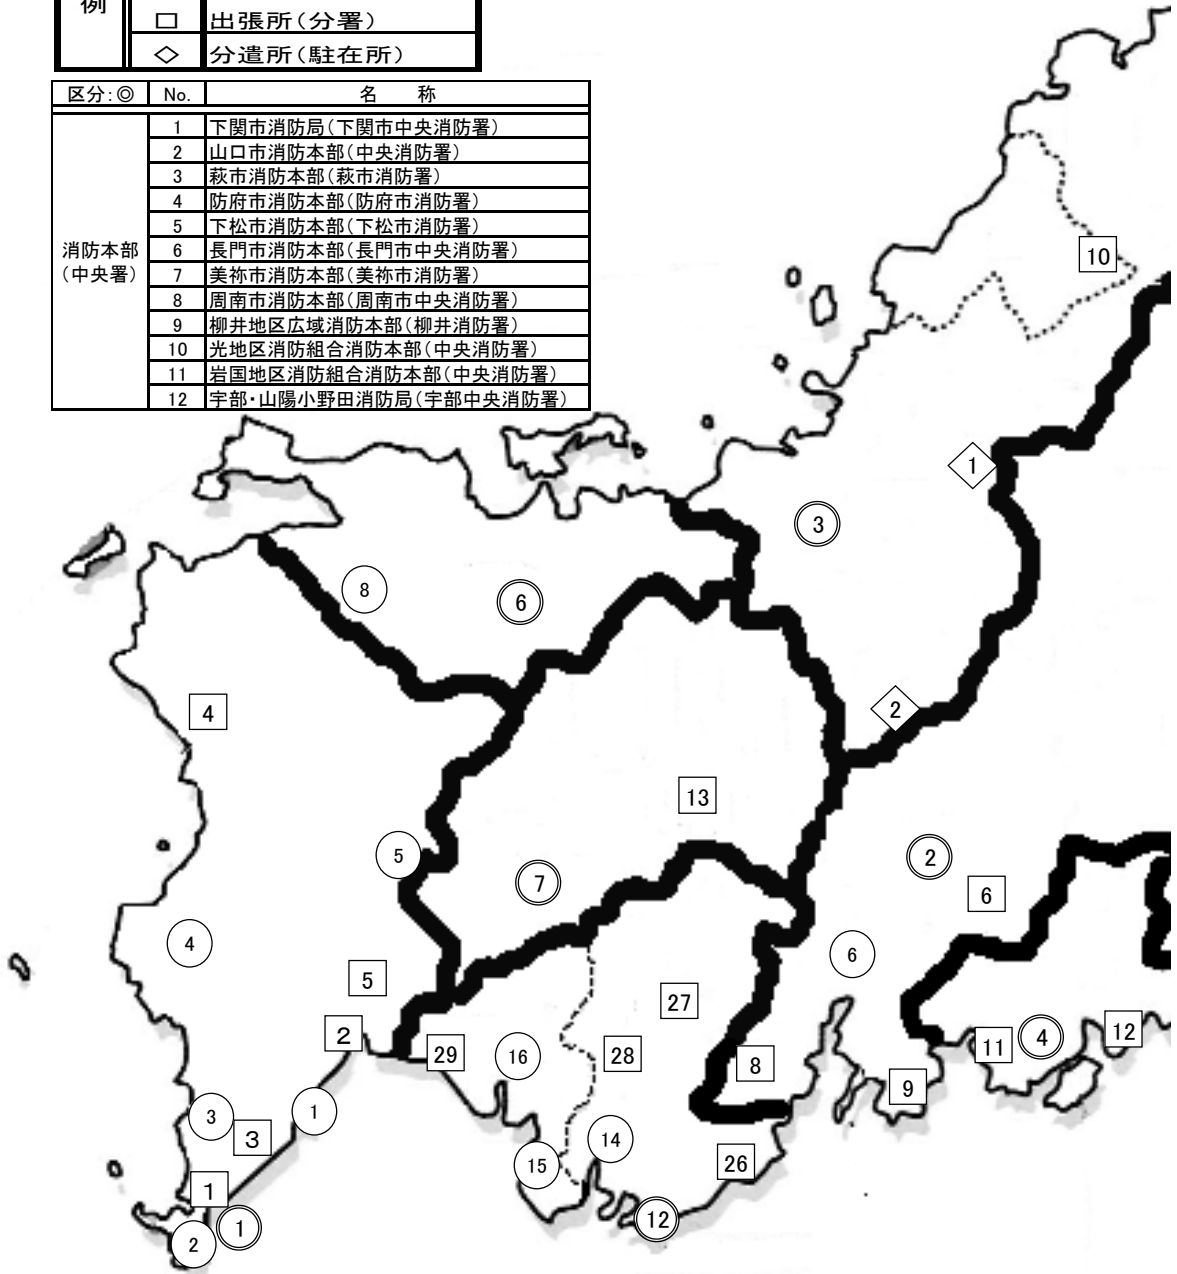 例
□ 出張所(分署)
◇ 分遣所(駐在所)
区分:◎ No. 名 称
消防本部
(中央署)
1 下関市消防局(下関市中央消防署)
2 山口市消防本部(中央消防署)
3 萩市消防本部(萩市消防署)
4 防府市消防本部(防府市消防署)
5 下松市消防本部(下松市消防署)
6 長門市消防本部(長門市中央消防署)
7 美祢市消防本部(美祢市消防署)
8 周南市消防本部(周南市中央消防署)
9 柳井地区広域消防本部(柳井消防署)
10 光地区消防組合消防本部(中央消防署)
11 岩国地区消防組合消防本部(中央消防署)
12 宇部・山陽小野田消防局(宇部中央消防署)
10
1
3
8
6
4
2
13
5
2
7
6
4
6
5
27
2
29
16
28
8
11
4
12
9
3
3
1
14
15
26
1
2
1
12